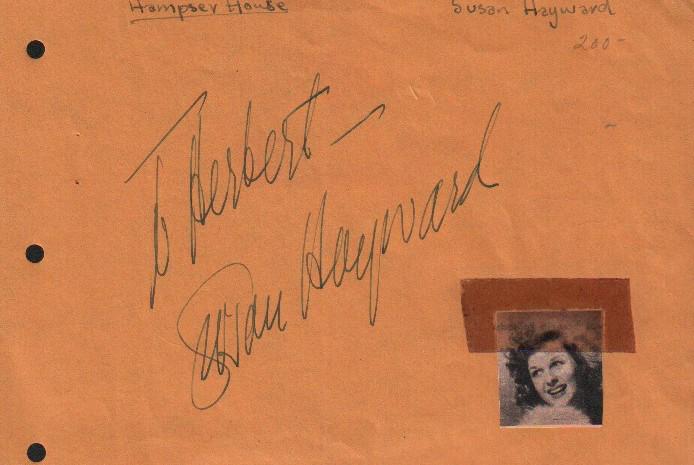 Hampser House
Susan Hayward
200-
To Herbert —
Susan Hayward